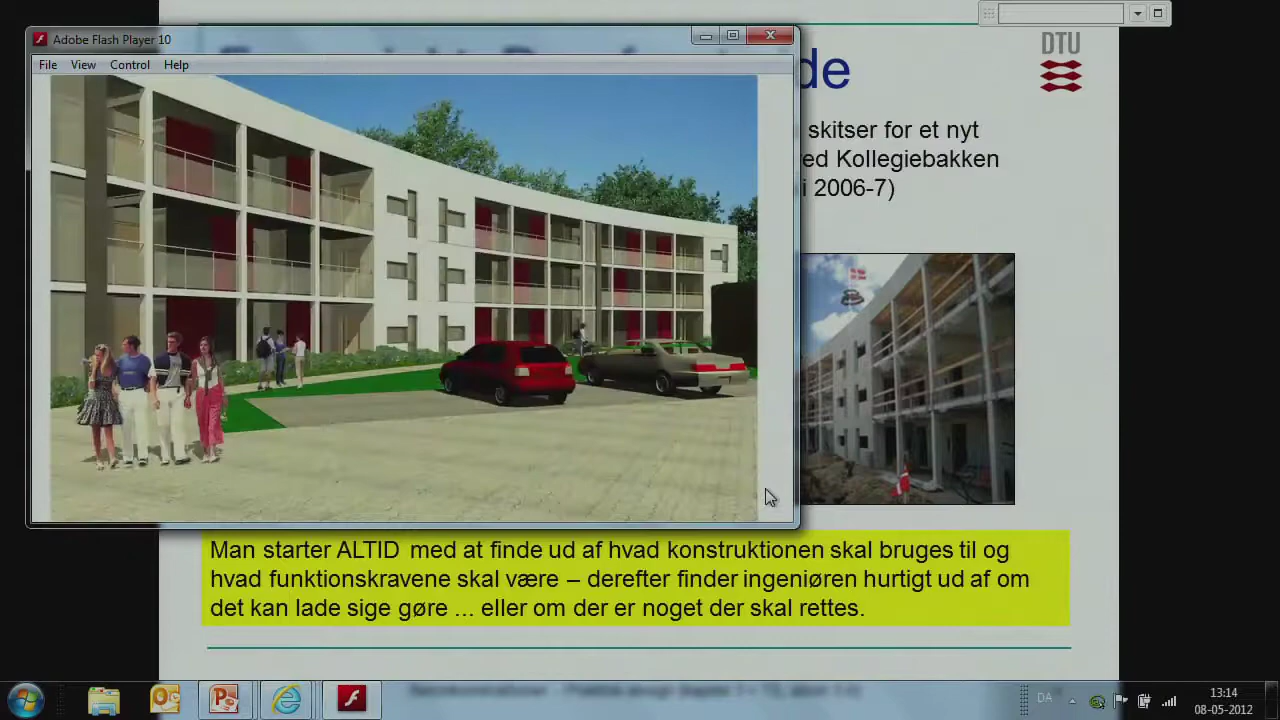 Adobe Flash Player 10
File View Control Help
de
DTU
skitser for et nyt
ed Kollegiebakken
i 2006-7)
Man starter ALTID med at finde ud af hvad konstruktionen skal bruges til og
hvad funktionskravene skal være – derefter finder ingeniøren hurtigt ud af om
det kan lade sige gøre ... eller om der er noget der skal rettes.
DA
13:14
08-05-2012